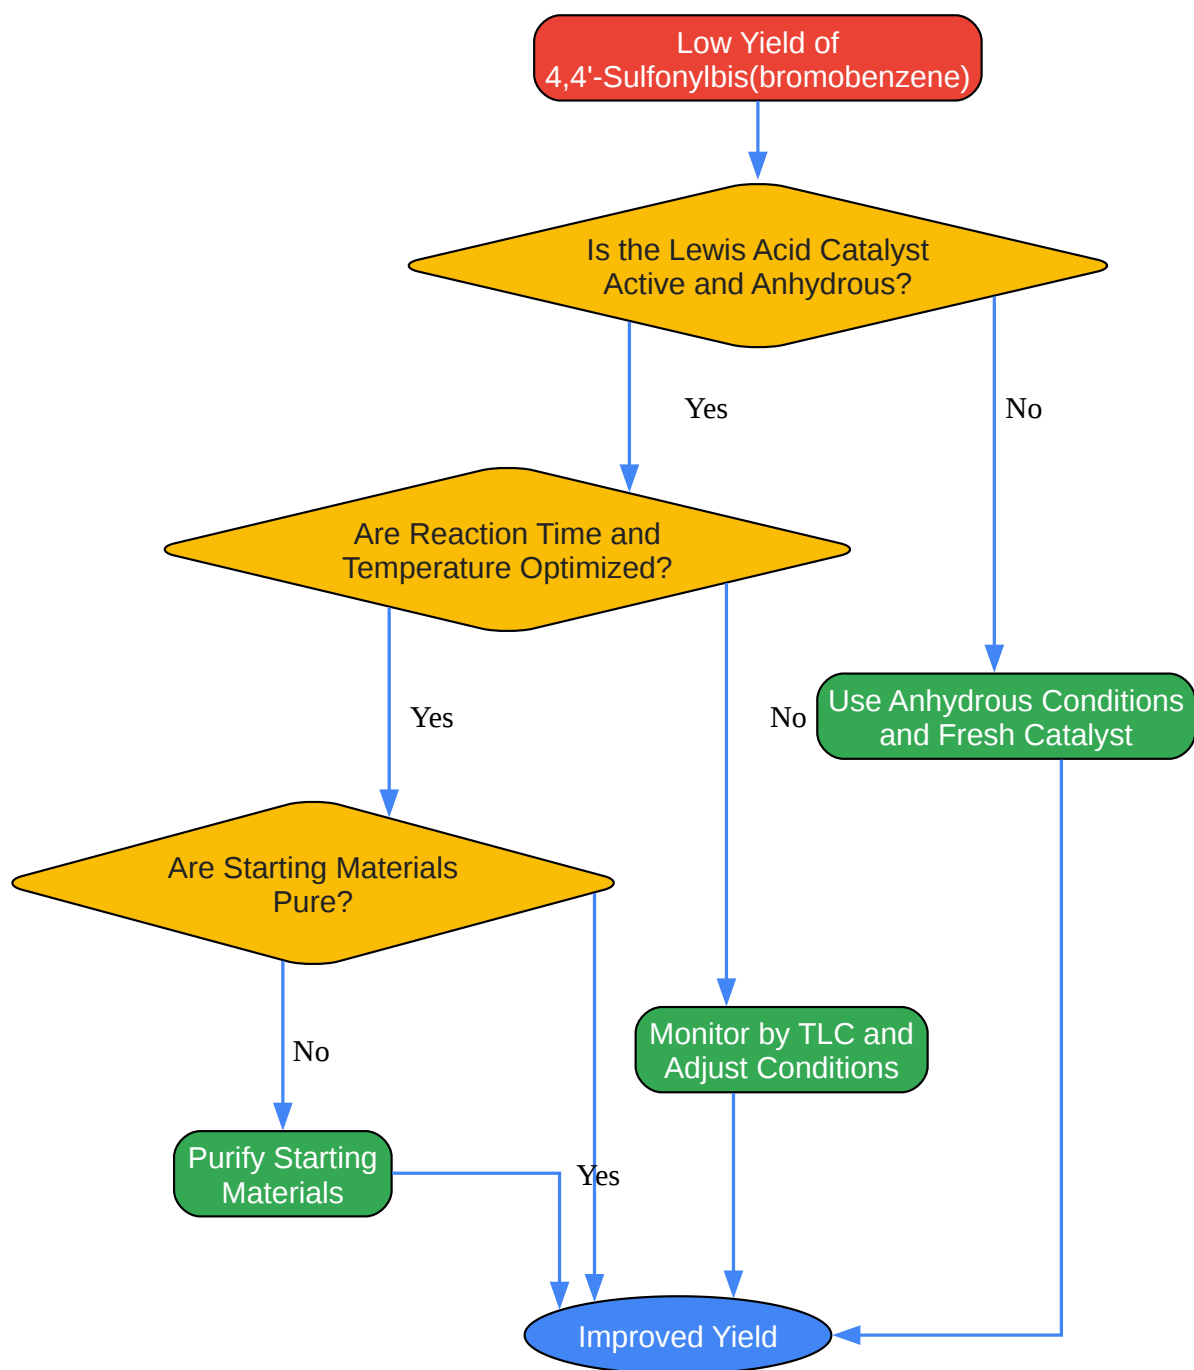 Low Yield of
4,4'-Sulfonylbis(bromobenzene)
Is the Lewis Acid Catalyst
Active and Anhydrous?
Yes
No
Are Reaction Time and
Temperature Optimized?
Yes
No
Use Anhydrous Conditions
and Fresh Catalyst
Are Starting Materials
Pure?
No
Monitor by TLC and
Adjust Conditions
Purify Starting
Materials
Yes
Improved Yield